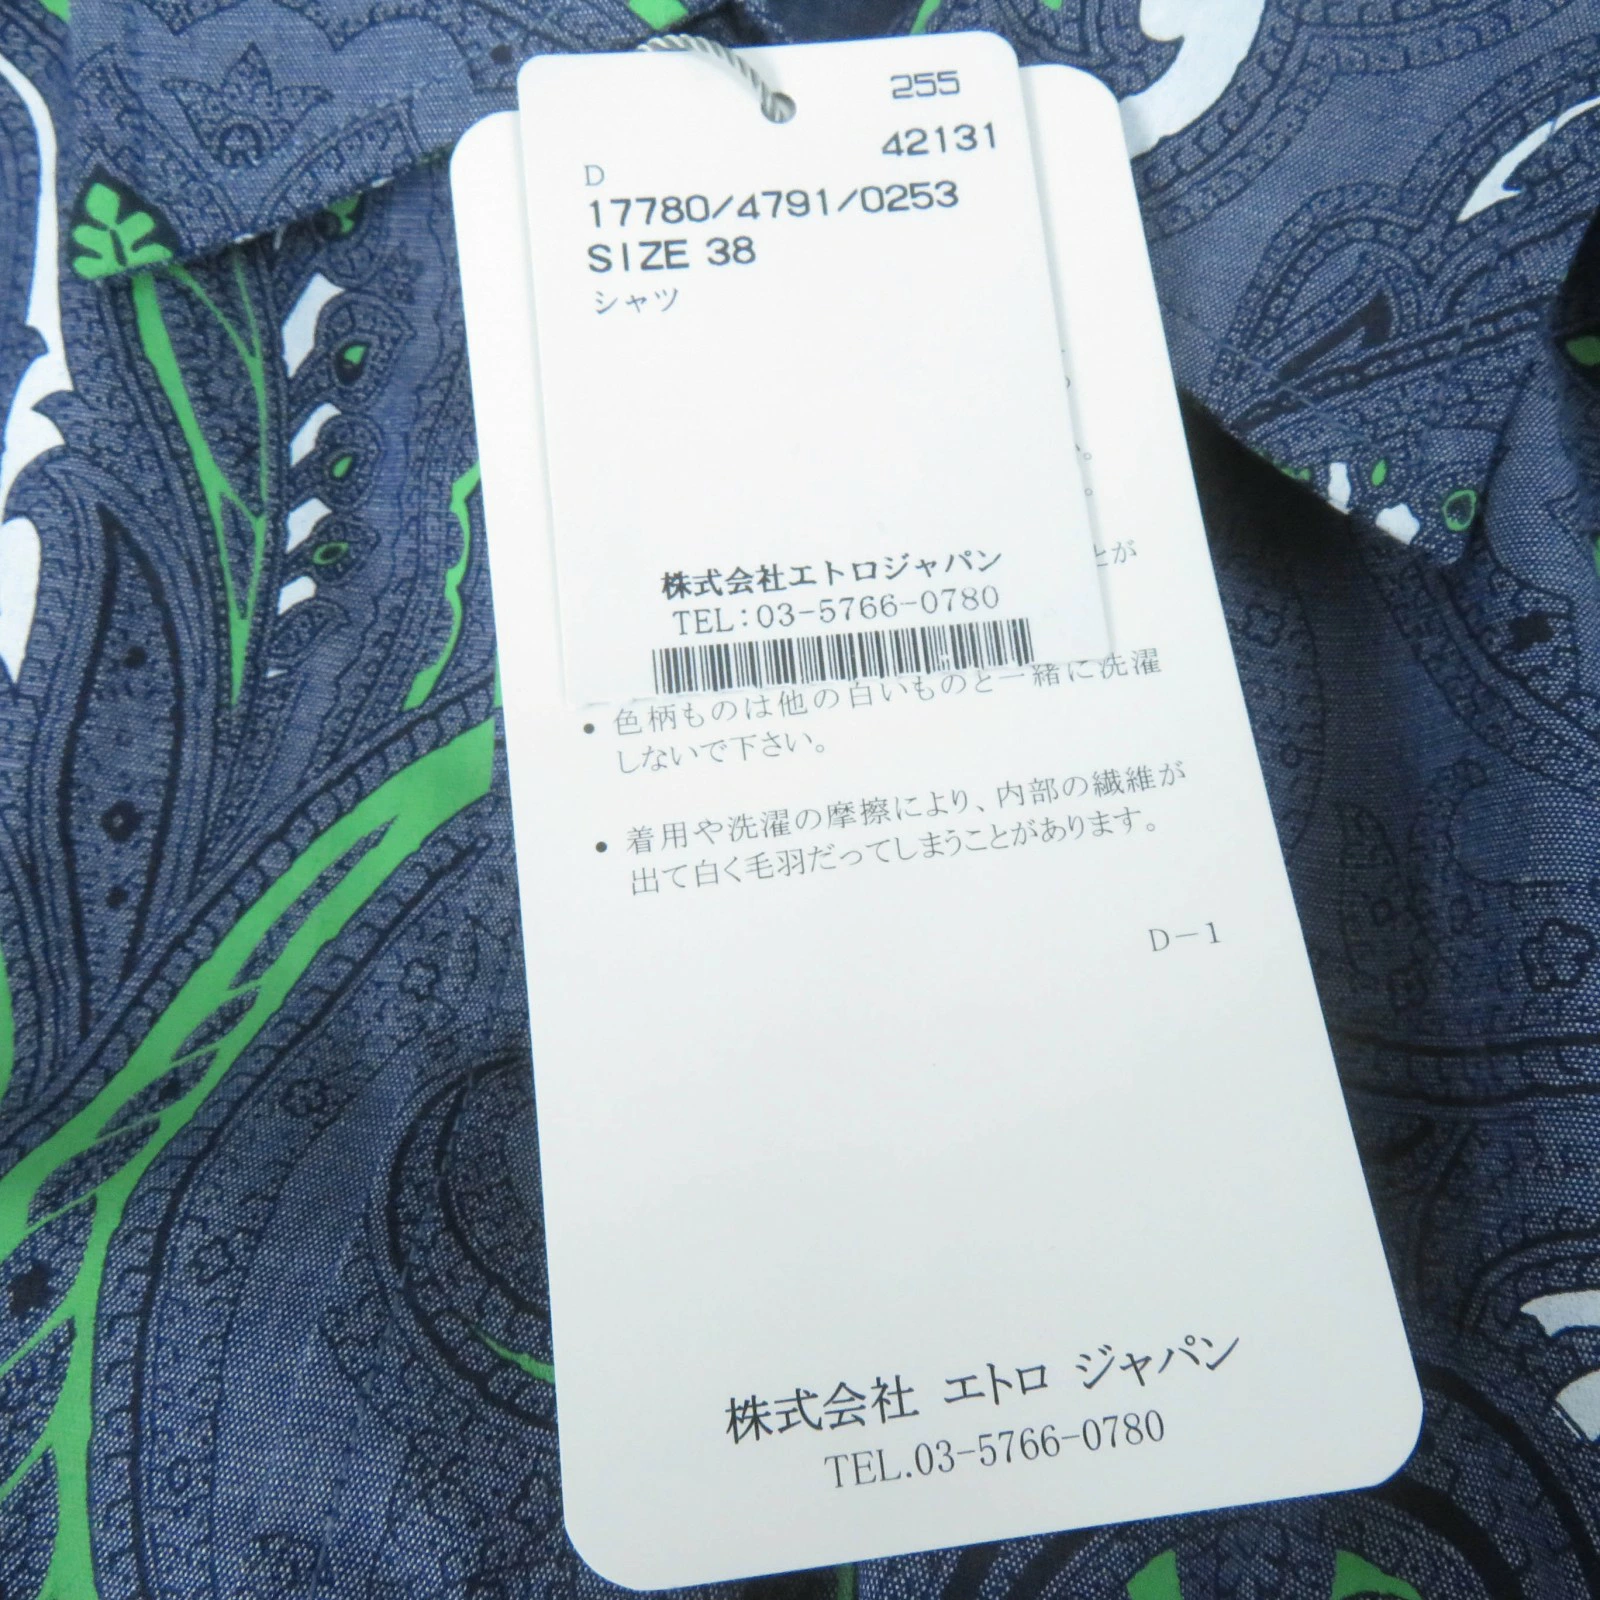 255
42131
D
17780/4791/0253
SIZE 38
シャツ
株式会社エトロジャパン
TEL:03-5766-0780
とが
• 色柄ものは他の白いものと一緒に洗濯
しないで下さい。
• 着用や洗濯の摩擦により、内部の繊維が
出て白く毛羽だってしまうことがあります。
D-1
株式会社 エトロ ジャパン
TEL.03-5766-0780